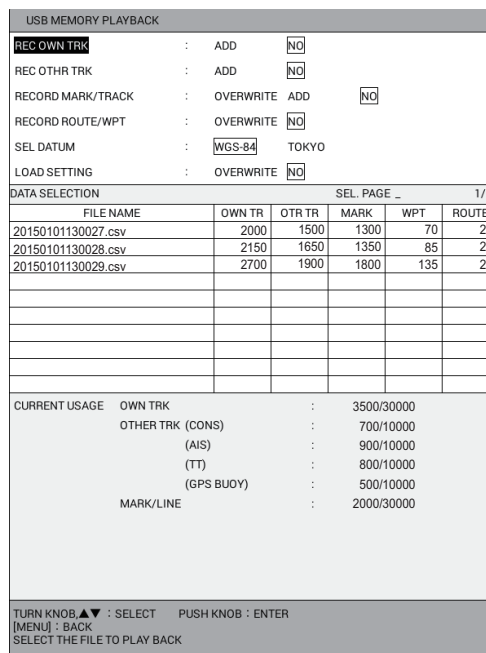 USB MEMORY PLAYBACK
REC OWN TRK : ADD NO
REC OTHR TRK : ADD NO
RECORD MARK/TRACK : OVERWRITE ADD NO
RECORD ROUTE/WPT : OVERWRITE NO
SEL DATUM : WGS-84 TOKYO
LOAD SETTING : OVERWRITE NO
DATA SELECTION SEL. PAGE _ 1/
FILE NAME OWN TR OTR TR MARK WPT ROUTE
20150101130027.csv 2000 1500 1300 70 2
20150101130028.csv 2150 1650 1350 85 2
20150101130029.csv 2700 1900 1800 135 2
CURRENT USAGE OWN TRK : 3500/30000
OTHER TRK (CONS) : 700/10000
(AIS) : 900/10000
(TT) : 800/10000
(GPS BUOY) : 500/10000
MARK/LINE : 2000/30000
TURN KNOB,▲▼ : SELECT PUSH KNOB : ENTER
[MENU] : BACK
SELECT THE FILE TO PLAY BACK